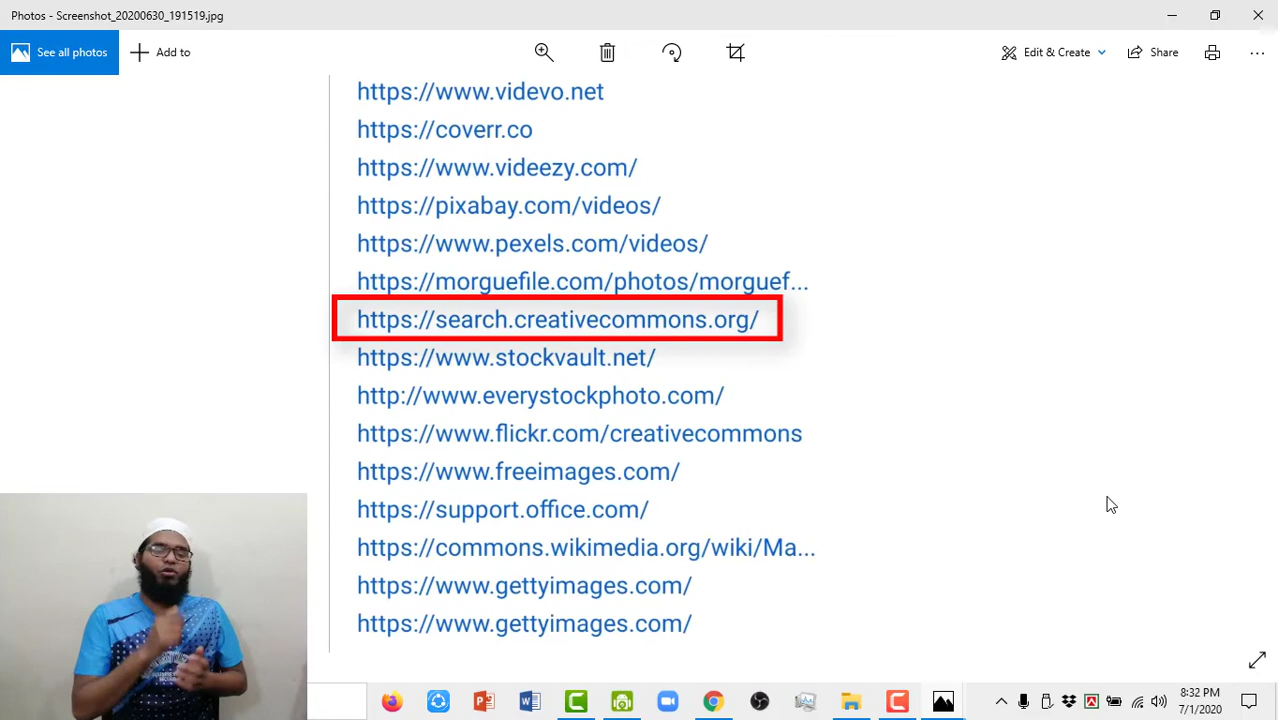 Photos - Screenshot_20200630_191519.jpg
See all photos
Add to
Edit & Create
Share
https://www.videvo.net
https://coverr.co
https://www.videezy.com/
https://pixabay.com/videos/
https://www.pexels.com/videos/
https://morguefile.com/photos/morguef...
https://search.creativecommons.org/
https://www.stockvault.net/
http://www.everystockphoto.com/
https://www.flickr.com/creativecommons
https://www.freeimages.com/
https://support.office.com/
https://commons.wikimedia.org/wiki/Ma...
https://www.gettyimages.com/
https://www.gettyimages.com/
8:32 PM
7/1/2020